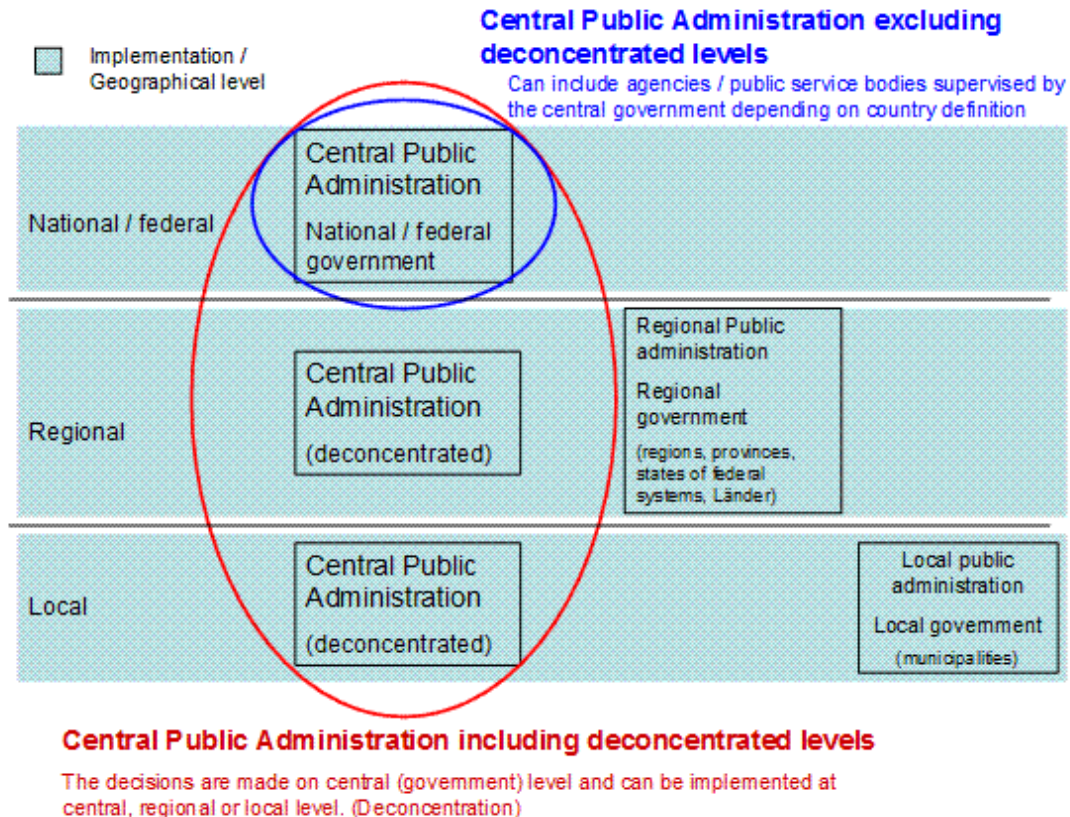 Central Public Administration excluding
deconcentrated levels
Can include agencies / public service bodies supervised by
the central government depending on country definition
Implementation /
Geographical level
National / federal
Central Public
Administration
National / federal
government
Regional
Central Public
Administration
(deconcentrated)
Regional Public
administration
Regional
government
(regions, provinces,
states of federal
systems, Länder)
Local
Central Public
Administration
(deconcentrated)
Local public
administration
Local government
(municipalities)
Central Public Administration including deconcentrated levels
The decisions are made on central (government) level and can be implemented at
central, regional or local level. (Deconcentration)